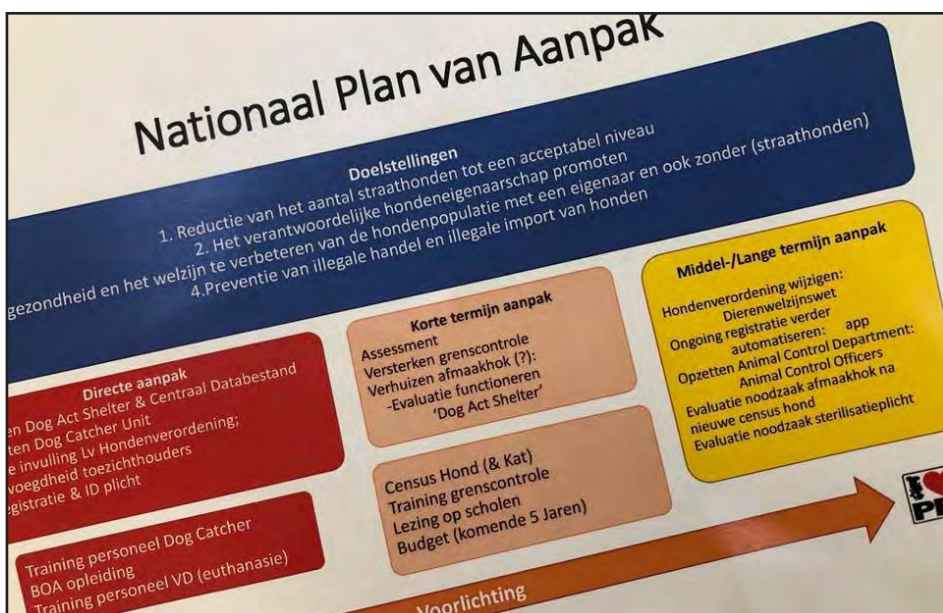 Nationaal Plan van Aanpak
Doelstellingen
1. Reductie van het aantal straathonden tot een acceptabel niveau
2. Het verantwoordelijke hondeneigenaarschap promoten
gezondheid en het welzijn te verbeteren van de hondenpopulatie met een eigenaar en ook zonder (straathonden)
4.Preventie van illegale handel en illegale import van honden
Directe aanpak
en Dog Act Shelter & Centraal Databestand
ten Dog Catcher Unit
e invulling Lv Hondenverordening;
voegdheid toezichthouders
egistratie & ID plicht
Training personeel Dog Catcher
BOA opleiding
Training personeel VD (euthanasie)
Korte termijn aanpak
Assessment
Versterken grenscontrole
Verhuizen afmaakhok (?):
-Evaluatie functioneren
'Dog Act Shelter'
Census Hond (& Kat)
Training grenscontrole
Lezing op scholen
Budget (komende 5 Jaren)
Middel-/Lange termijn aanpak
Hondenverordening wijzigen:
Dierenwelzijnswet
Ongoing registratie verder
automatiseren: app
Opzetten Animal Control Department:
Animal Control Officers
Evaluatie noodzaak afmaakhok na
nieuwe census hond
Evaluatie noodzaak sterilisatieplicht
Voorlichting